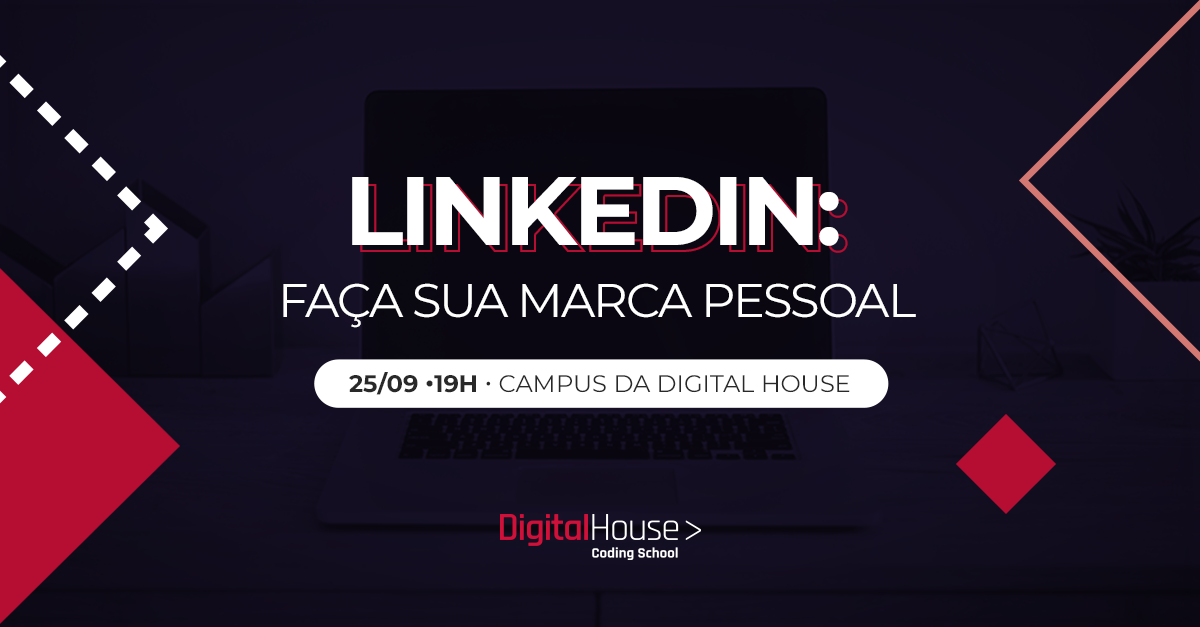 LINKEDIN:
FAÇA SUA MARCA PESSOAL
25/09 •19H · CAMPUS DA DIGITAL HOUSE
DigitalHouse >
Coding School